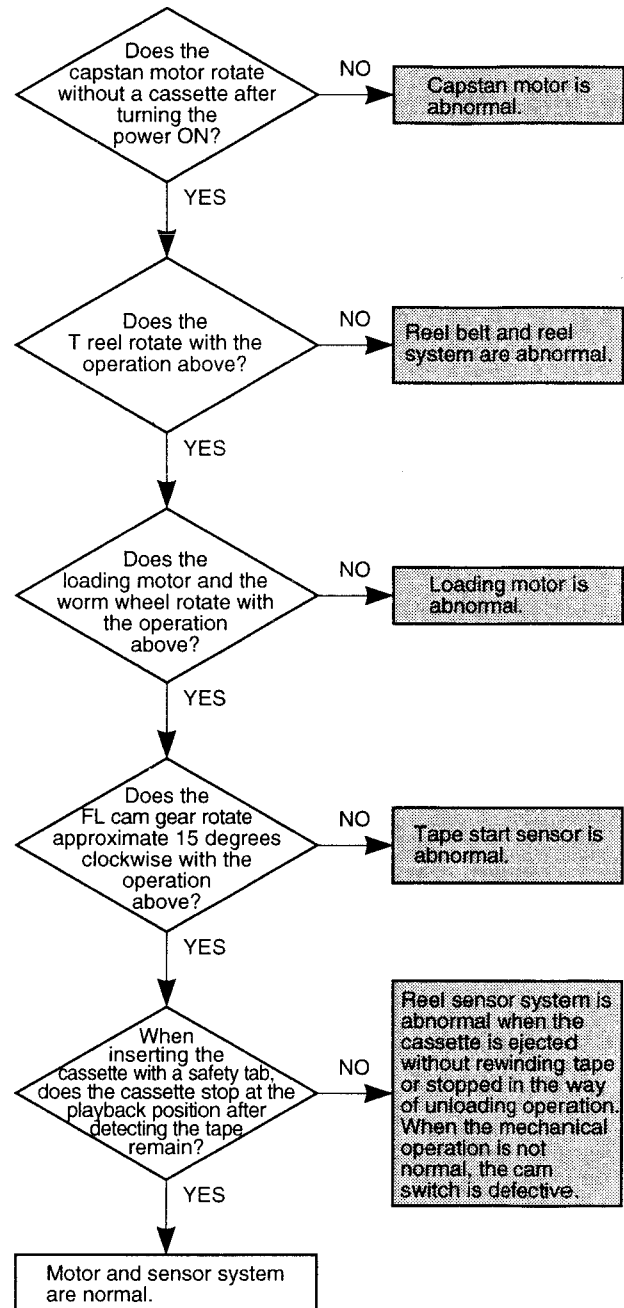 Does the
capstan motor rotate
without a cassette after
turning the
power ON?
NO
Capstan motor is
abnormal.
YES
Does the
T reel rotate with the
operation above?
NO
Reel belt and reel
system are abnormal.
YES
Does the
loading motor and the
worm wheel rotate with
the operation
above?
NO
Loading motor is
abnormal.
YES
Does the
FL cam gear rotate
approximate 15 degrees
clockwise with the
operation
above?
NO
Tape start sensor is
abnormal.
YES
When
inserting the
cassette with a safety tab,
does the cassette stop at the
playback position after
detecting the tape
remain?
NO
Reel sensor system is
abnormal when the
cassette is ejected
without rewinding tape
or stopped in the way
of unloading operation.
When the mechanical
operation is not
normal, the cam
switch is defective.
YES
Motor and sensor system
are normal.